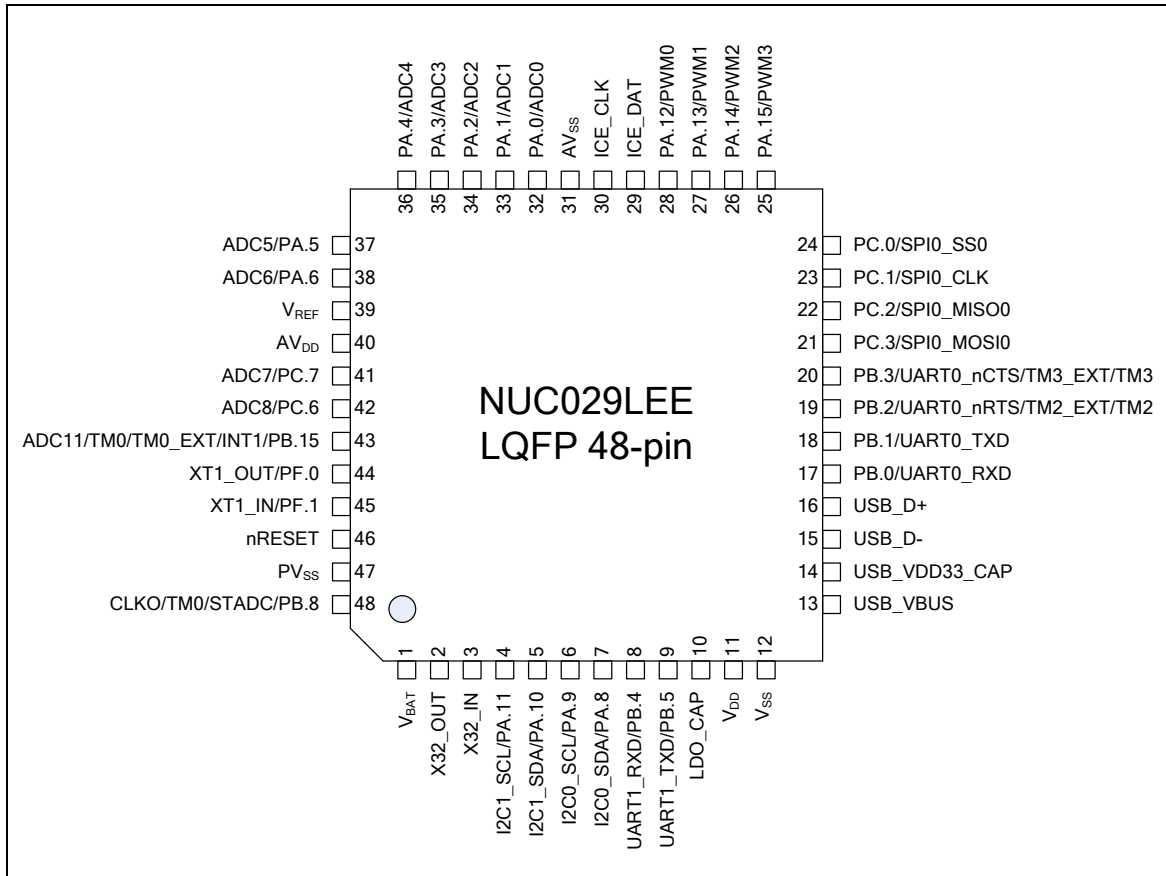 PA.4/ADC4
PA.3/ADC3
PA.2/ADC2
PA.1/ADC1
PA.0/ADC0
AVSS
ICE_CLK
ICE_DAT
PA.12/PWM0
PA.13/PWM1
PA.14/PWM2
PA.15/PWM3
36
35
34
33
32
31
30
29
28
27
26
25
ADC5/PA.5 37
ADC6/PA.6 38
VREF 39
AVDD 40
ADC7/PC.7 41
ADC8/PC.6 42
ADC11/TM0/TM0_EXT/INT1/PB.15 43
XT1_OUT/PF.0 44
XT1_IN/PF.1 45
nRESET 46
PVSS 47
CLKO/TM0/STADC/PB.8 48
NUC029LEE
LQFP 48-pin
24 PC.0/SPI0_SS0
23 PC.1/SPI0_CLK
22 PC.2/SPI0_MISO0
21 PC.3/SPI0_MOSI0
20 PB.3/UART0_nCTS/TM3_EXT/TM3
19 PB.2/UART0_nRTS/TM2_EXT/TM2
18 PB.1/UART0_TXD
17 PB.0/UART0_RXD
16 USB_D+
15 USB_D-
14 USB_VDD33_CAP
13 USB_VBUS
1
2
3
4
5
6
7
8
9
10
11
12
VBAT
X32_OUT
X32_IN
I2C1_SCL/PA.11
I2C1_SDA/PA.10
I2C0_SCL/PA.9
I2C0_SDA/PA.8
UART1_RXD/PB.4
UART1_TXD/PB.5
LDO_CAP
VDD
VSS